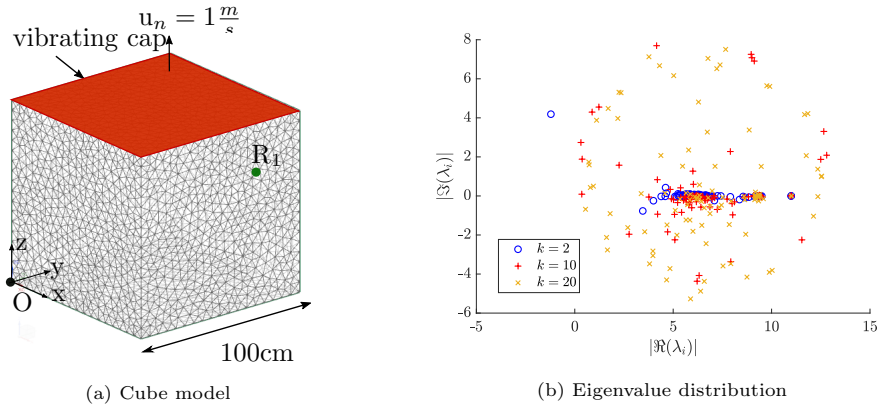 u_n = 1 m/s
vibrating cap
R_1
z
y
x
O
100cm
(a) Cube model
|ℑ(λ_i)|
8
6
4
2
0
-2
-4
-6
k = 2
k = 10
k = 20
-5 0 5 10 15
|ℜ(λ_i)|
(b) Eigenvalue distribution